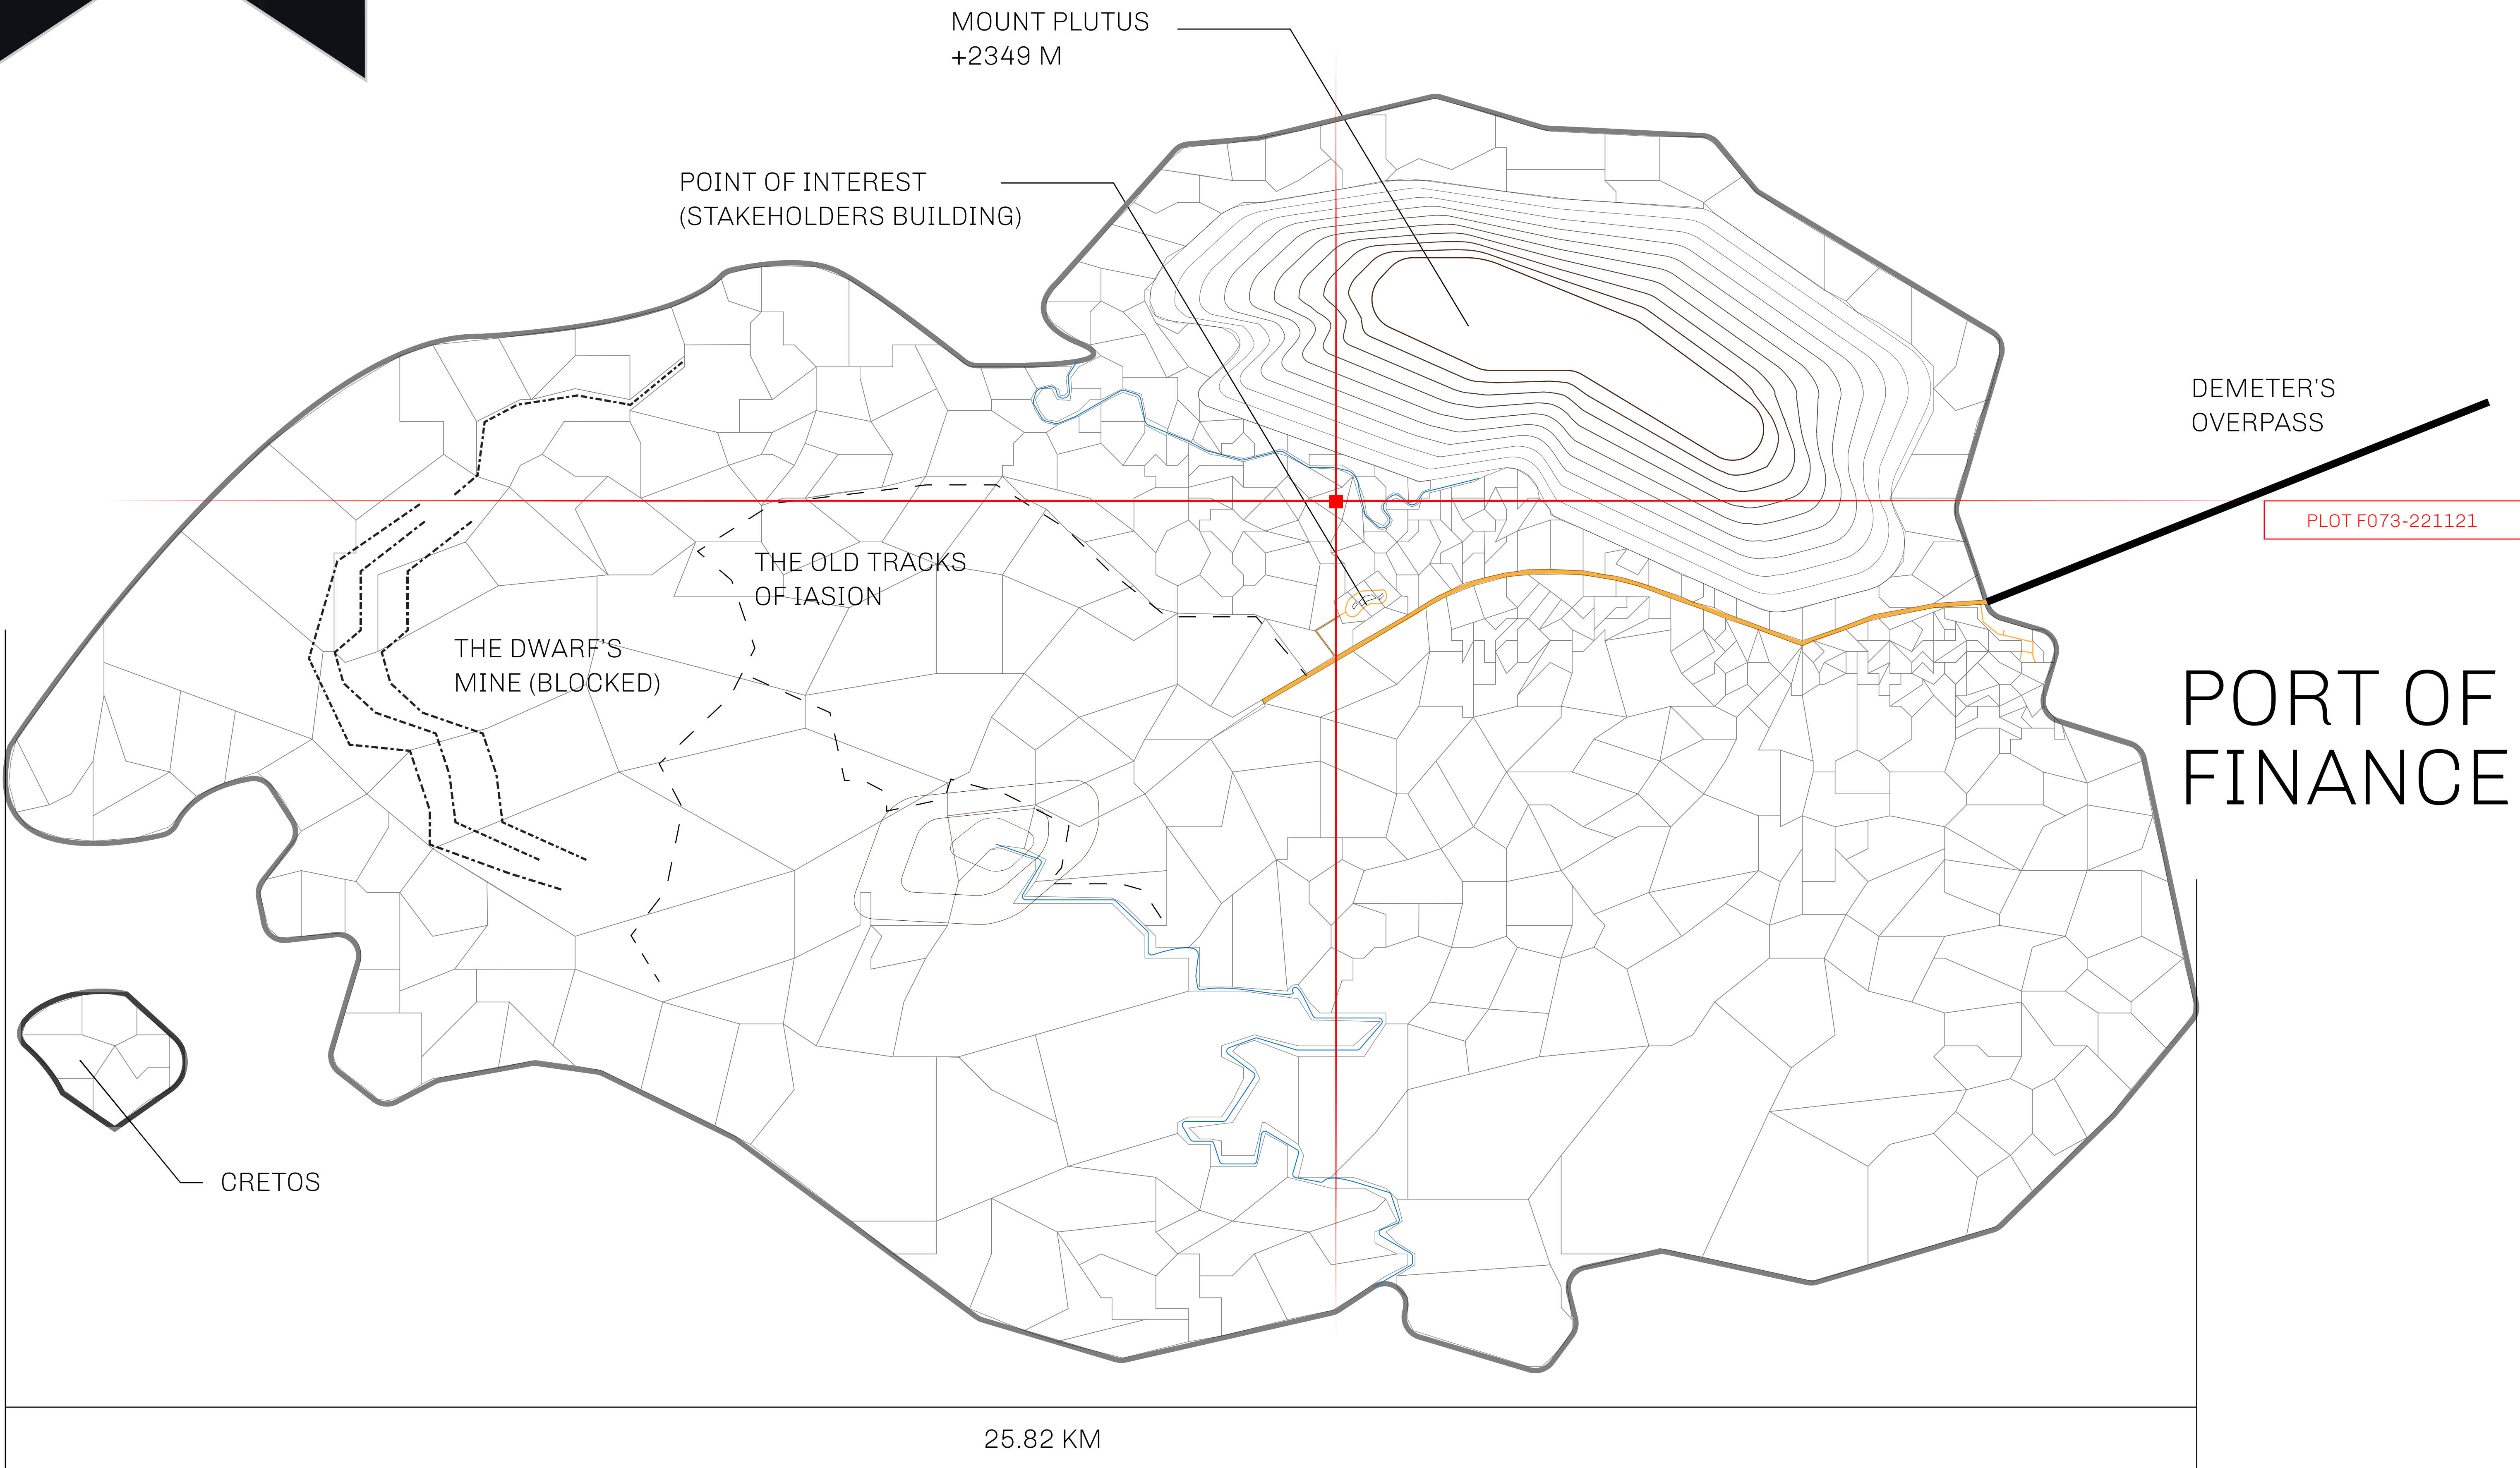 MOUNT PLUTUS
+2349 M
POINT OF INTEREST
(STAKEHOLDERS BUILDING)
DEMETER'S
OVERPASS
PLOT F073-221121
THE OLD TRACKS
OF IASION
THE DWARF'S
MINE (BLOCKED)
PORT OF
FINANCE
CRETOS
25.82 KM